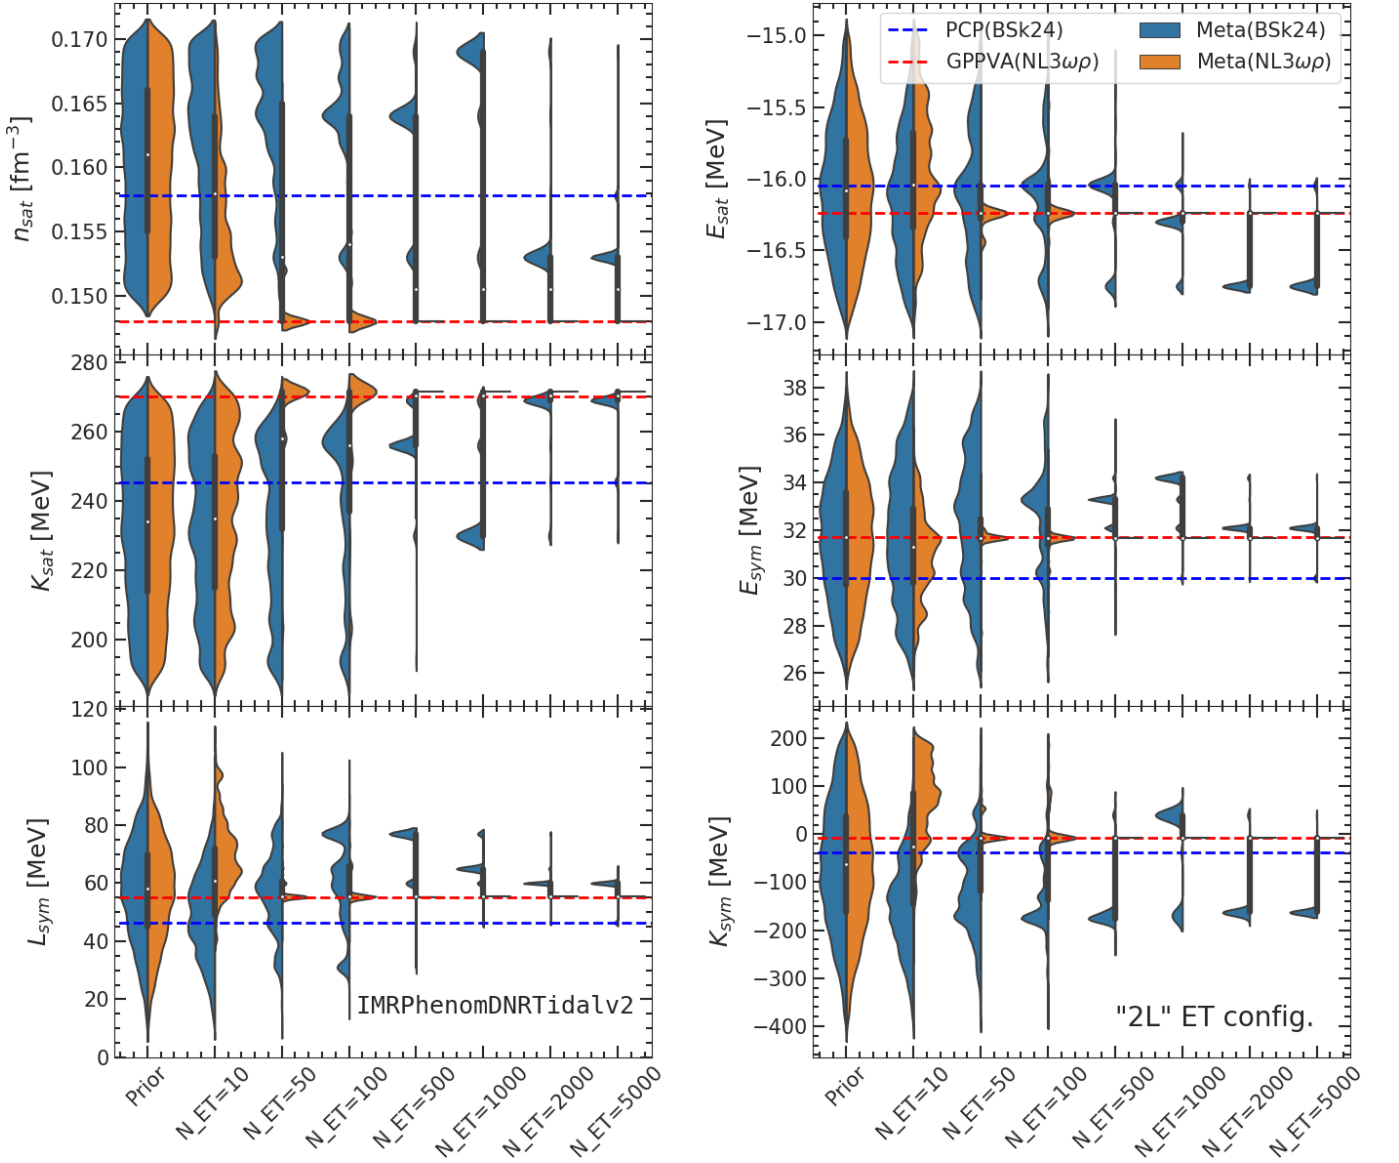 0.170
0.165
0.160
0.155
0.150
n_sat [fm⁻³]
280
260
240
220
200
K_sat [MeV]
120
100
80
60
40
20
0
L_sym [MeV]
IMRPhenomDNRTidalv2
Prior
N_ET=10
N_ET=50
N_ET=100
N_ET=500
N_ET=1000
N_ET=2000
N_ET=5000
PCP(BSk24)
GPPVA(NL3ωρ)
Meta(BSk24)
Meta(NL3ωρ)
−15.0
−15.5
−16.0
−16.5
−17.0
E_sat [MeV]
38
36
34
32
30
28
26
E_sym [MeV]
200
100
0
−100
−200
−300
−400
K_sym [MeV]
"2L" ET config.
Prior
N_ET=10
N_ET=50
N_ET=100
N_ET=500
N_ET=1000
N_ET=2000
N_ET=5000